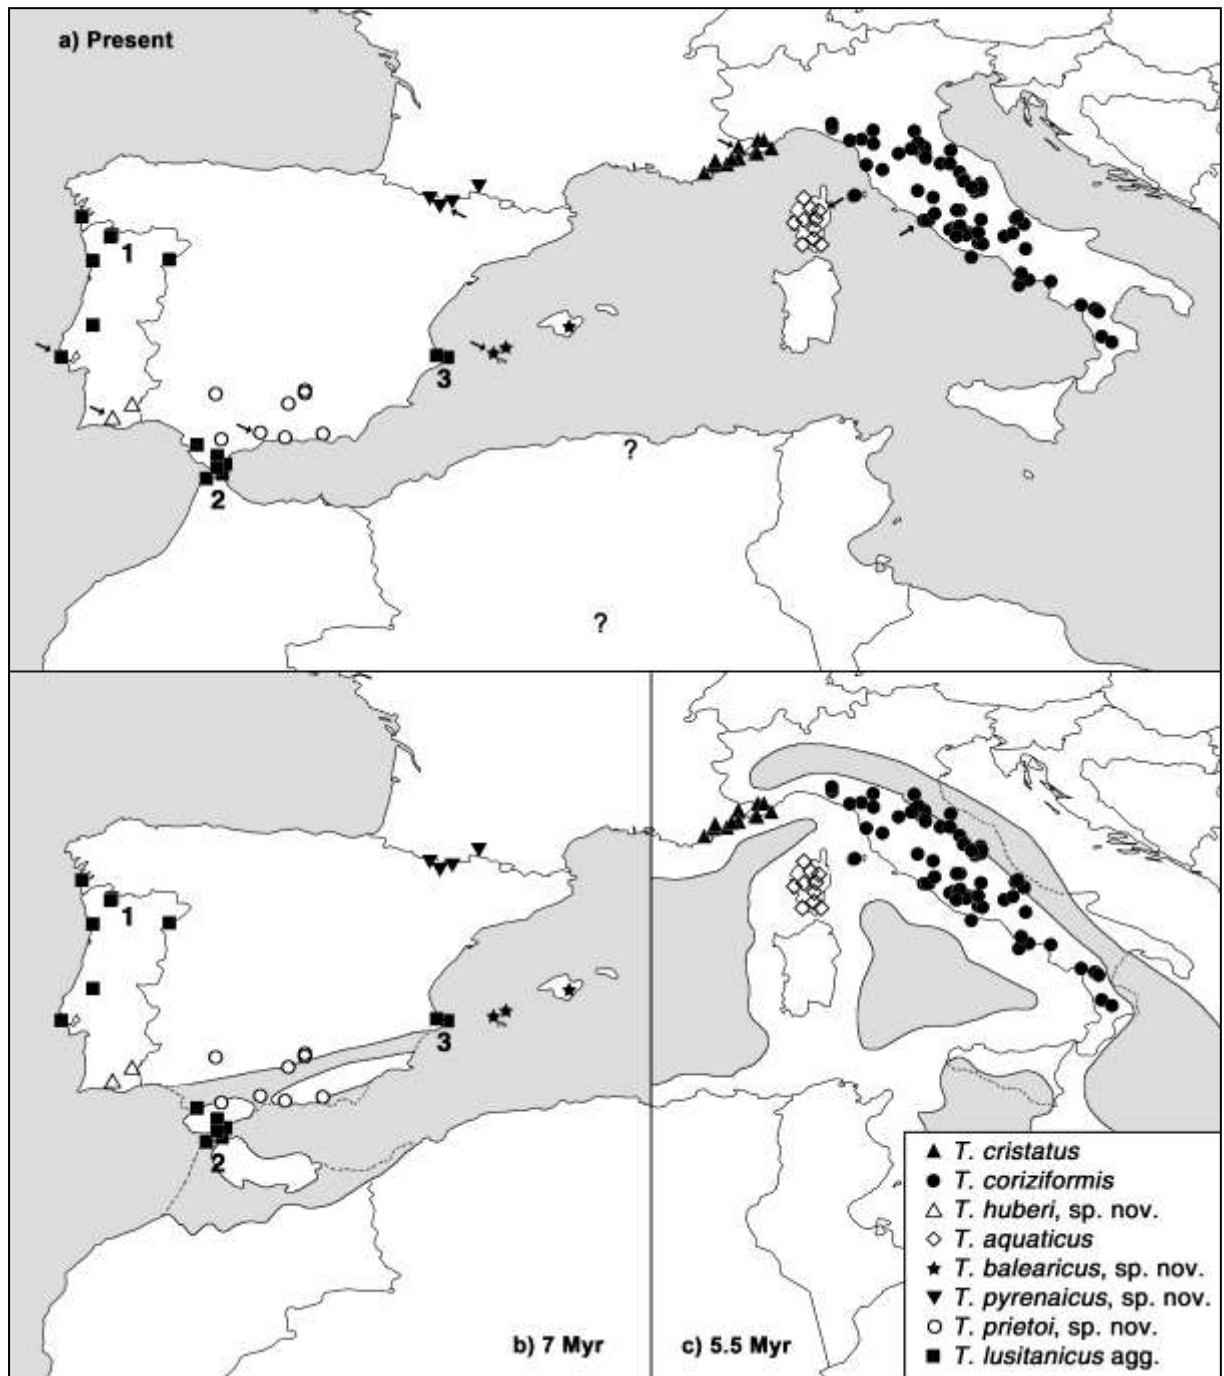 a) Present
1
3
?
2
?
1
3
2
b) 7 Myr
c) 5.5 Myr
T. cristatus
T. coriziformis
T. huberi, sp. nov.
T. aquaticus
T. balearicus, sp. nov.
T. pyrenaicus, sp. nov.
T. prietoi, sp. nov.
T. lusitanicus agg.